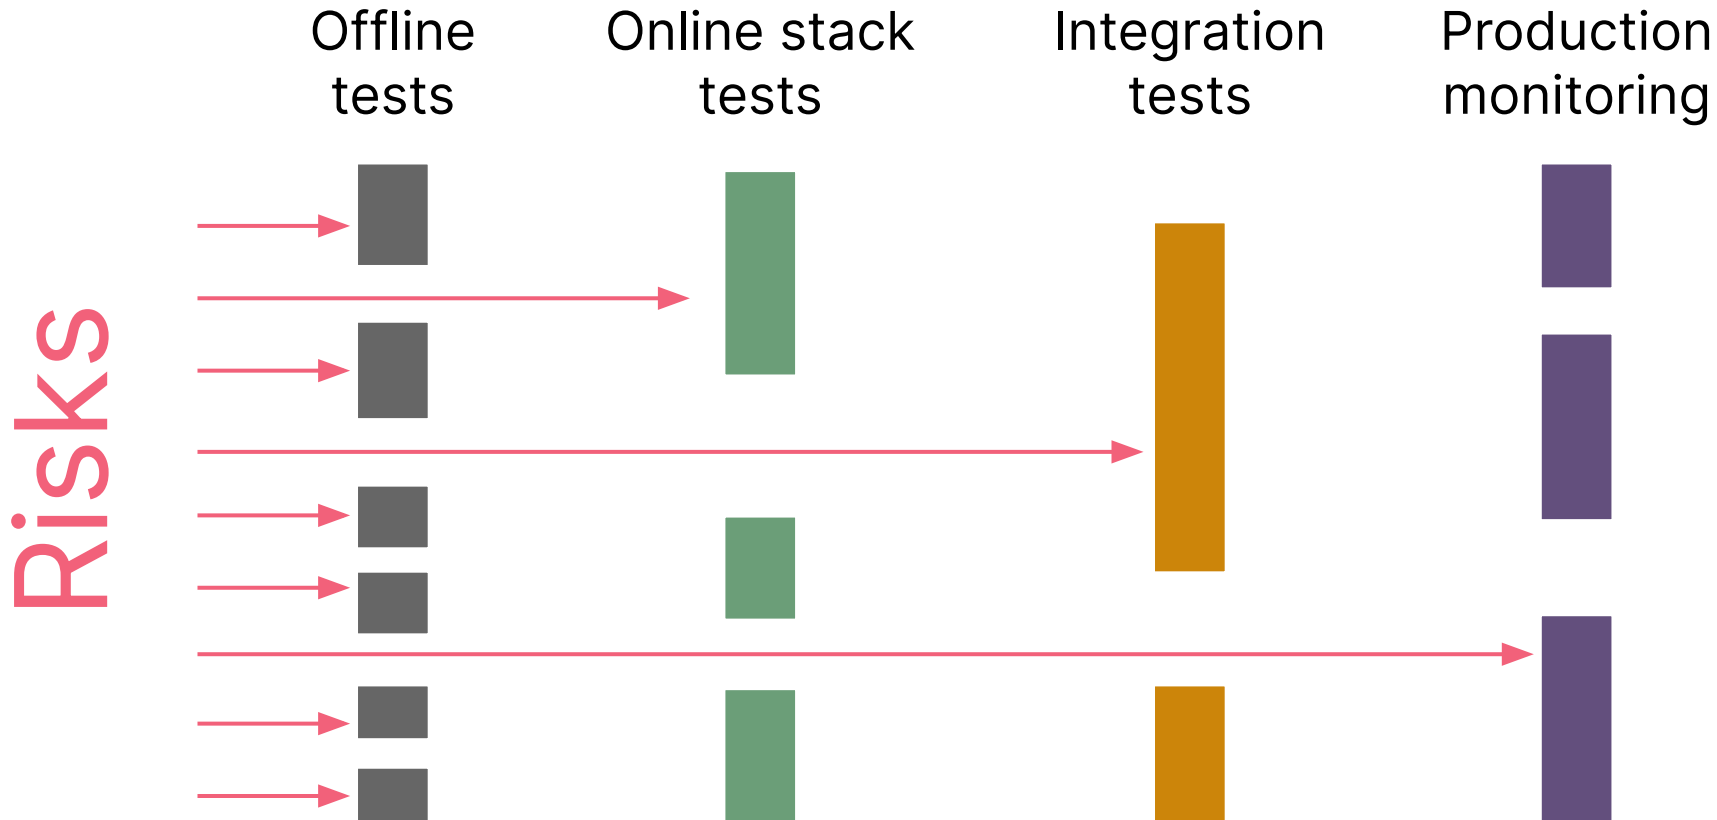 Offline
tests
Online stack
tests
Integration
tests
Production
monitoring
Risks